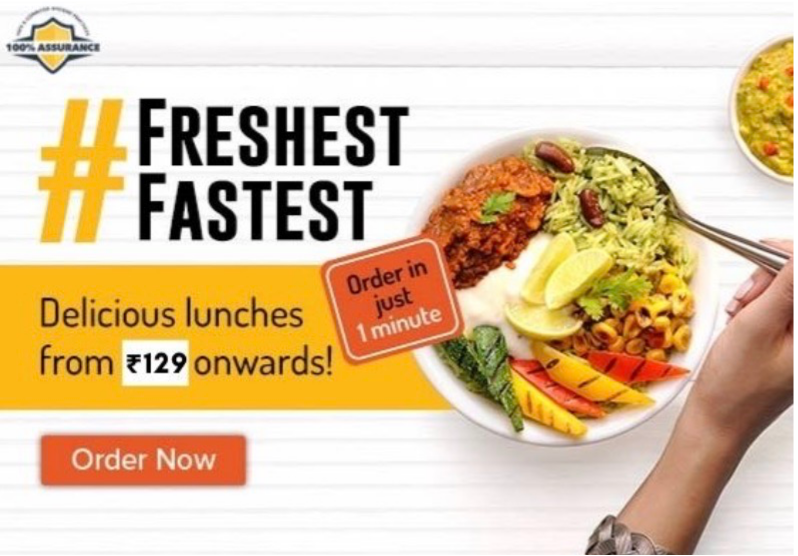 100% ASSURANCE
#FRESHEST
FASTEST
Order in
just
1 minute
Delicious lunches
from ₹129 onwards!
Order Now